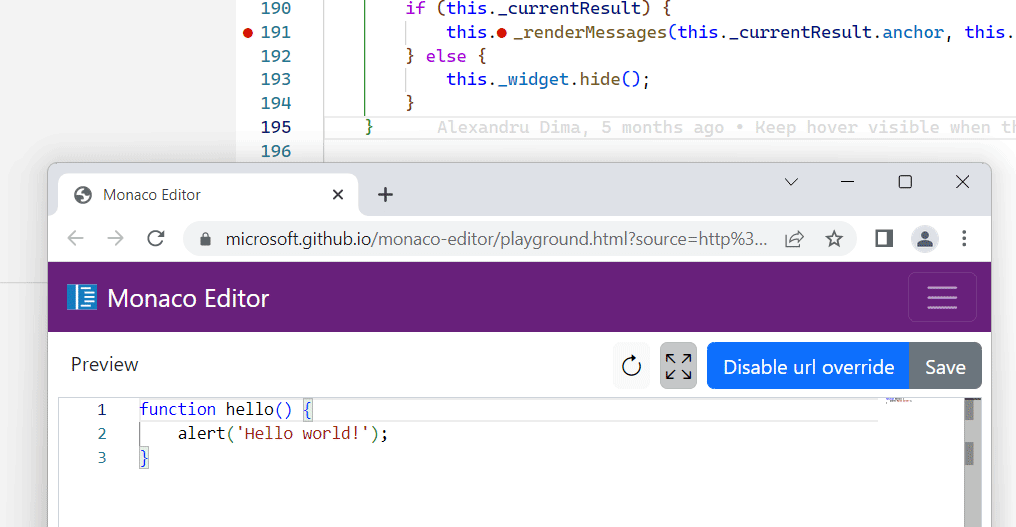 190 if (this._currentResult) {
191 this._renderMessages(this._currentResult.anchor, this.
192 } else {
193 this._widget.hide();
194 }
195 } Alexandru Dima, 5 months ago • Keep hover visible when th
196
Monaco Editor
microsoft.github.io/monaco-editor/playground.html?source=http%3...
Monaco Editor
Preview
Disable url override
Save
1 function hello() {
2 alert('Hello world!');
3 }